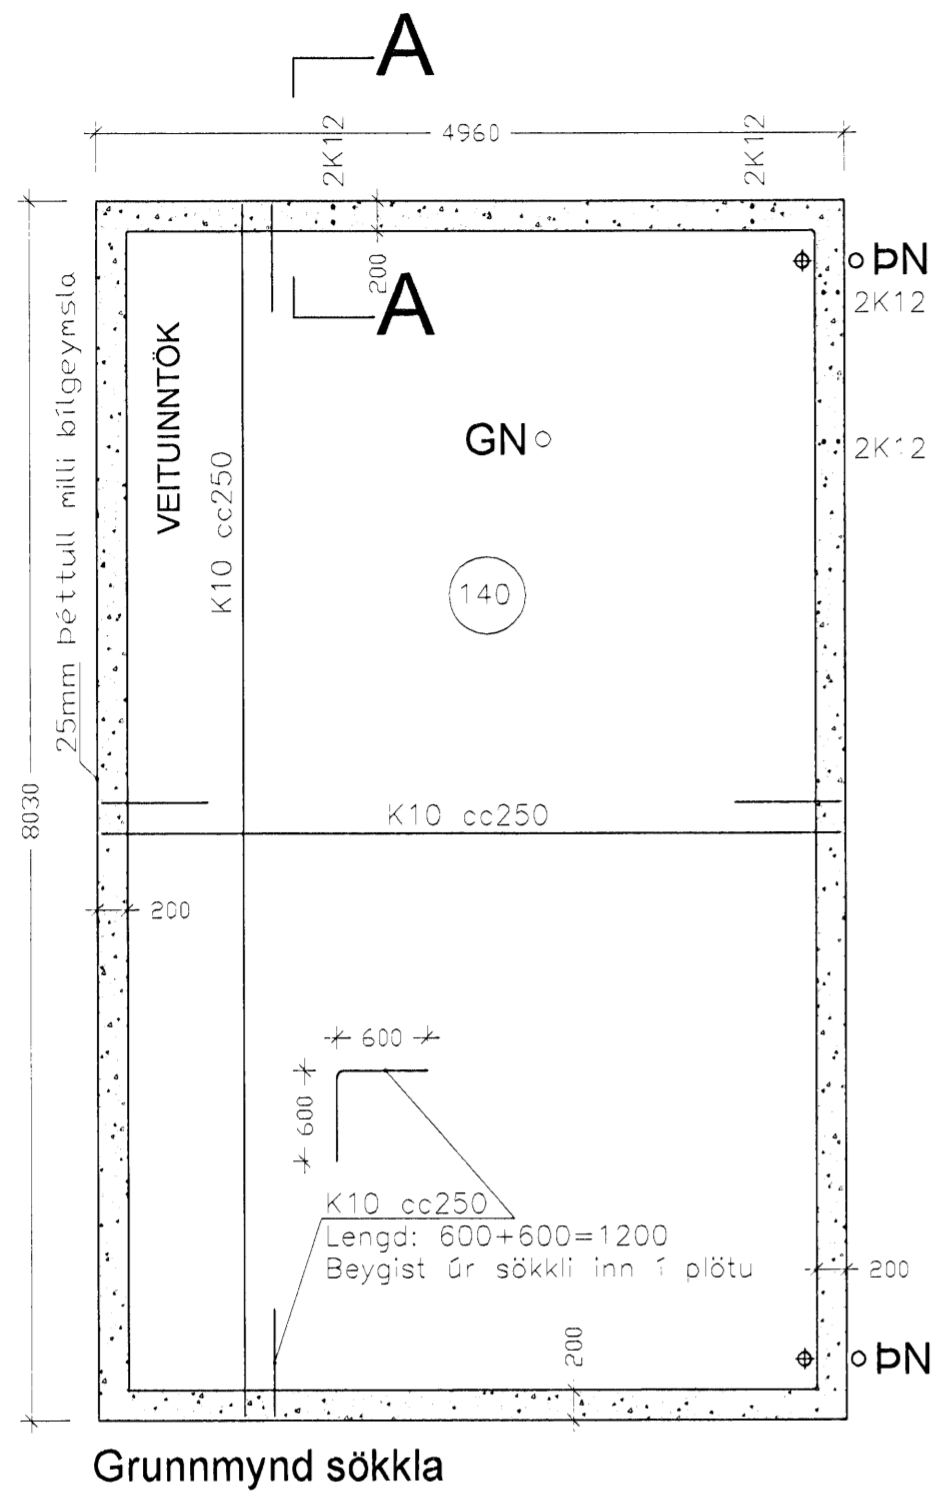 A
2K12
4960
2K12
200
A
ÞN
2K12
25mm Þéttull milli bílgeymsla
VEITUINNTÖK
K10 cc250
GN
2K12
140
8030
K10 cc250
200
600
600
K10 cc250
Lengd: 600+600=1200
Beygist úr sökkli inn í plötu
200
200
ÞN
Grunnmynd sökkla